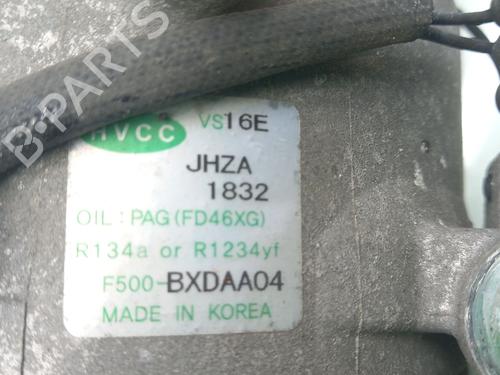 HVCC VS16E
JHZA
1832
OIL : PAG (FD46XG)
R134a or R1234yf
F500-BXDAA04
MADE IN KOREA
B-PARTS